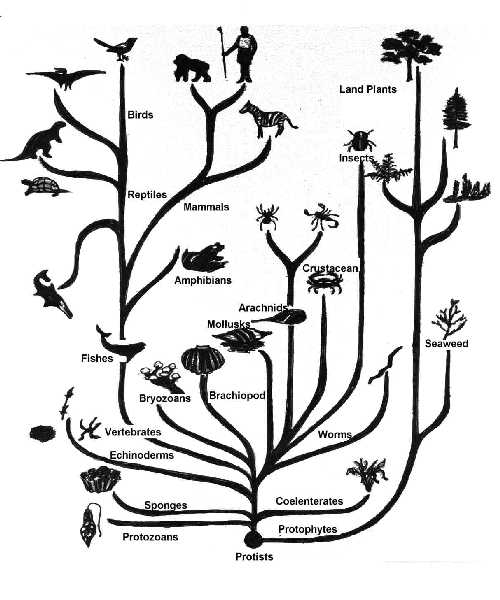 Land Plants
Birds
Insects
Reptiles
Mammals
Crustacean
Amphibians
Arachnids
Mollusks
Seaweed
Fishes
Brachiopod
Bryozoans
Vertebrates
Worms
Echinoderms
Sponges
Coelenterates
Protophytes
Protozoans
Protists